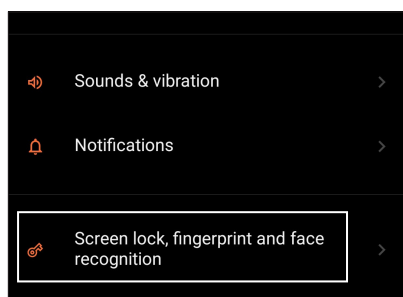 Sounds & vibration
Notifications
Screen lock, fingerprint and face
recognition